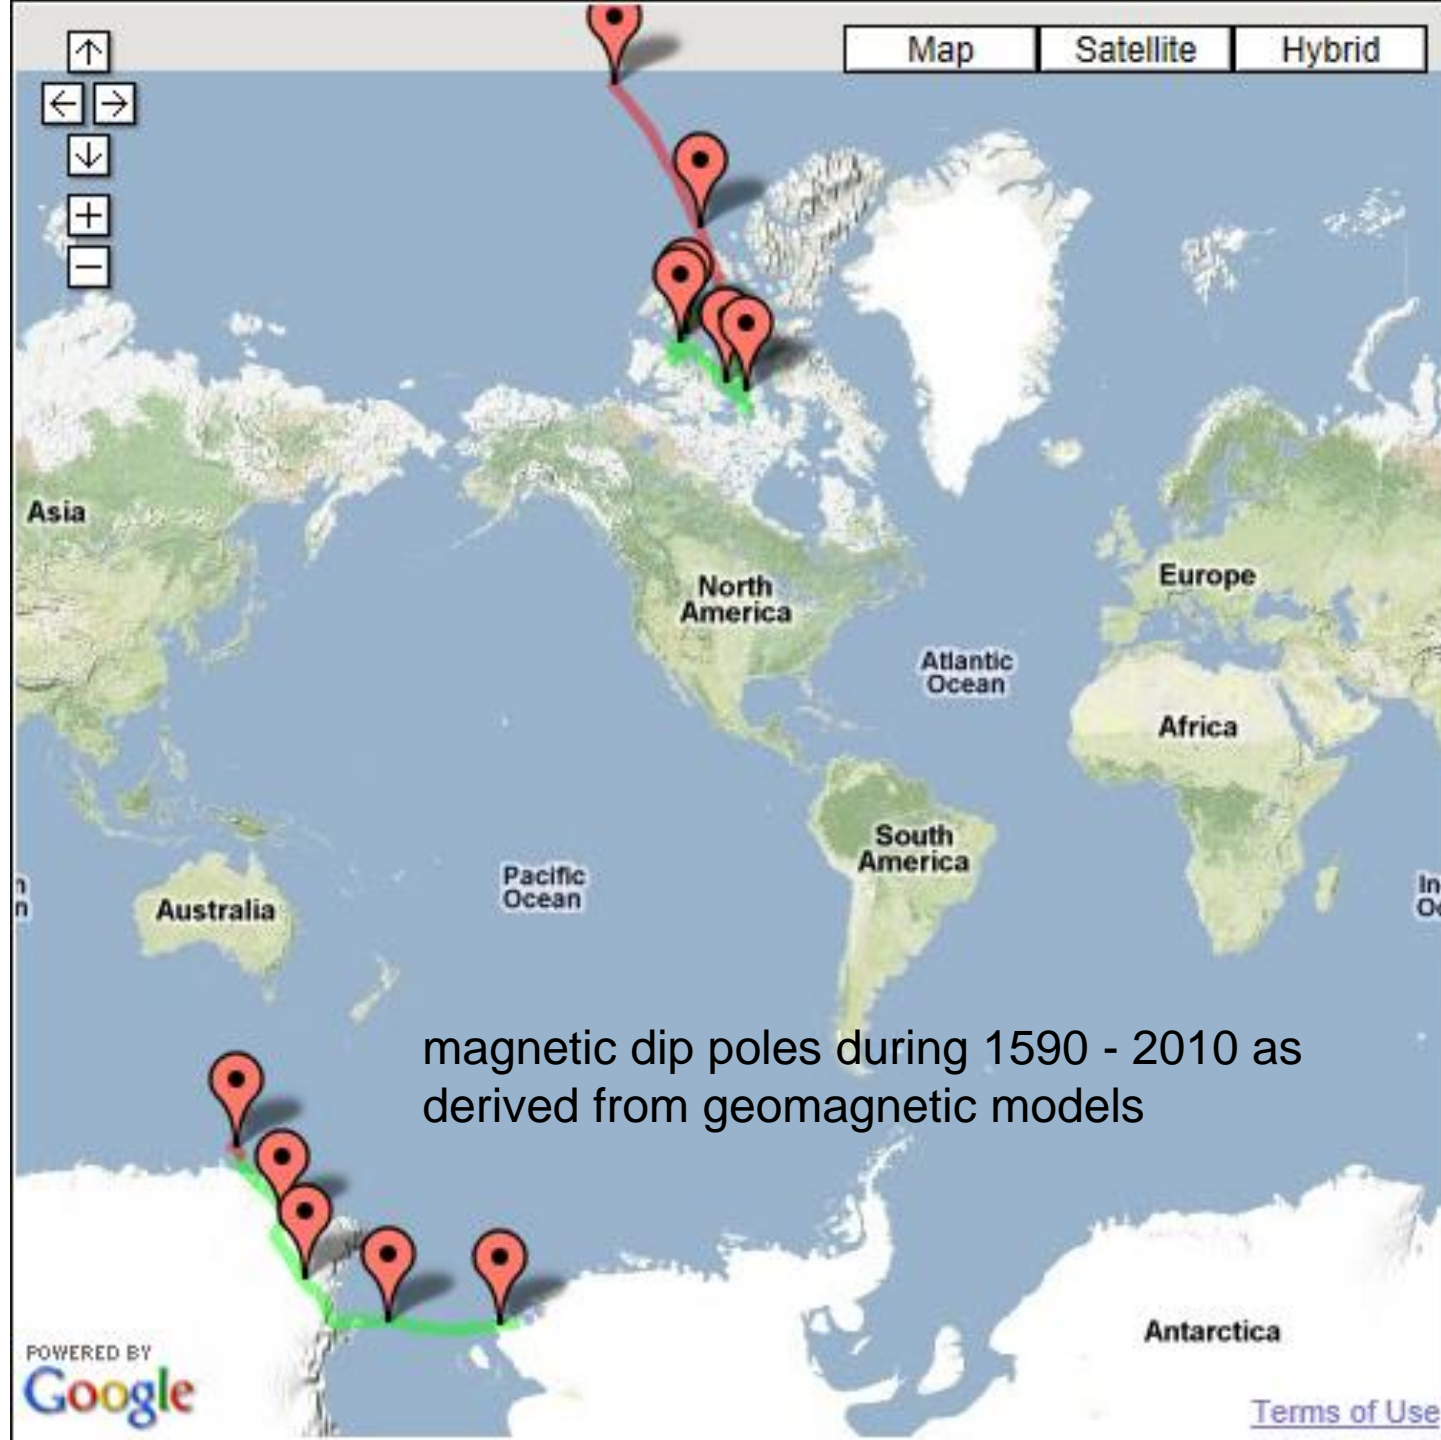 Map
Satellite
Hybrid
Asia
North
America
Europe
Atlantic
Ocean
Africa
South
America
Pacific
Ocean
Australia
magnetic dip poles during 1590 - 2010 as
derived from geomagnetic models
Antarctica
POWERED BY
Google
Terms of Use